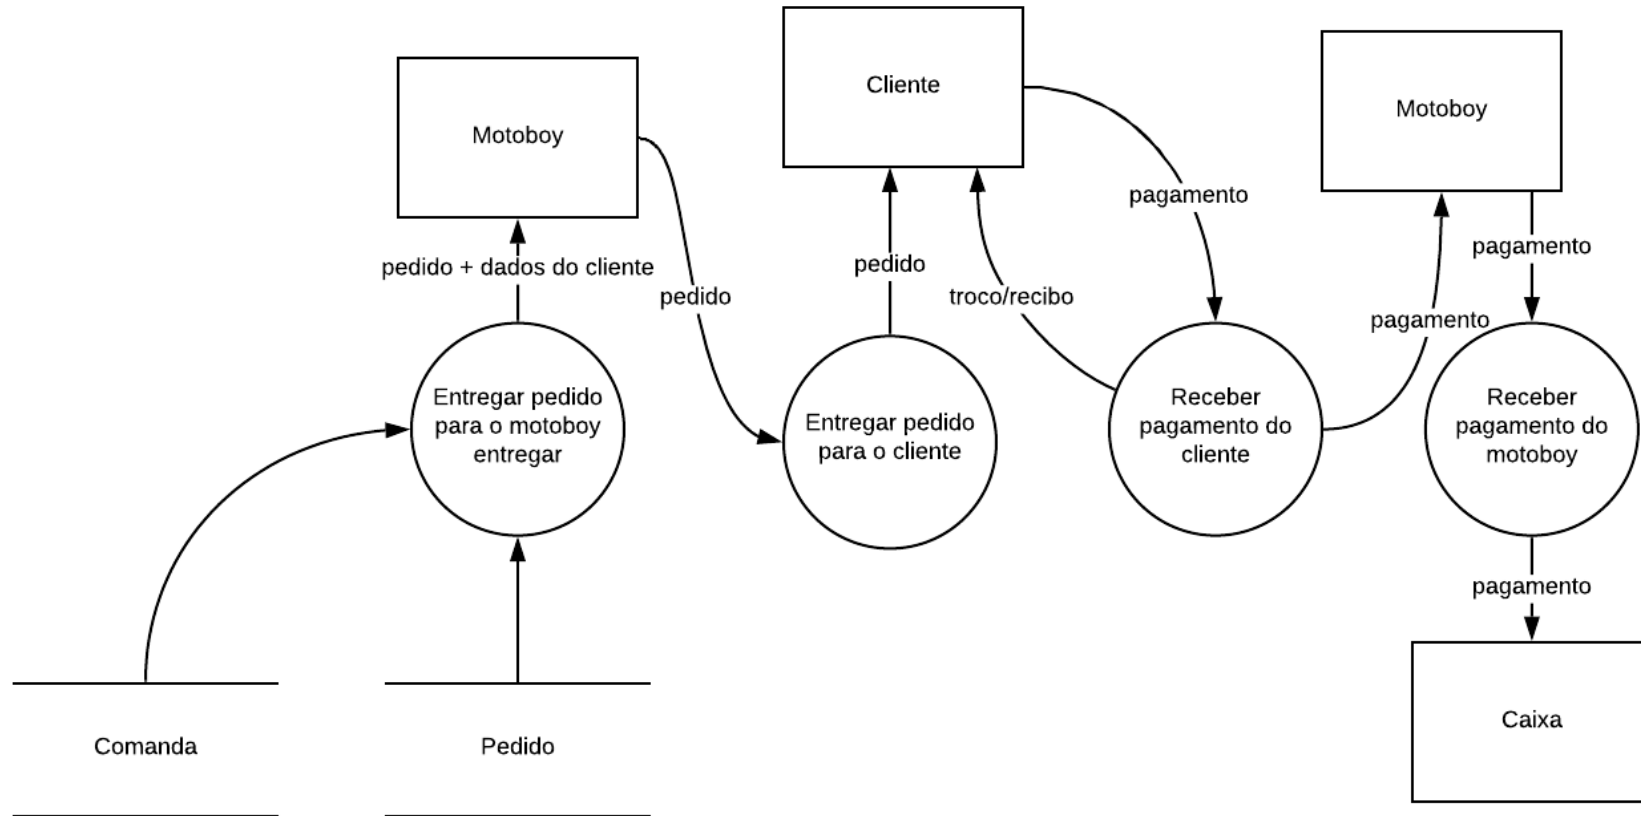 Cliente
Motoboy
Motoboy
pagamento
pagamento
pedido
pedido + dados do cliente
pedido
troco/recibo
pagamento
Entregar pedido
para o motoboy
entregar
Entregar pedido
para o cliente
Receber
pagamento do
cliente
Receber
pagamento do
motoboy
pagamento
Caixa
Comanda
Pedido